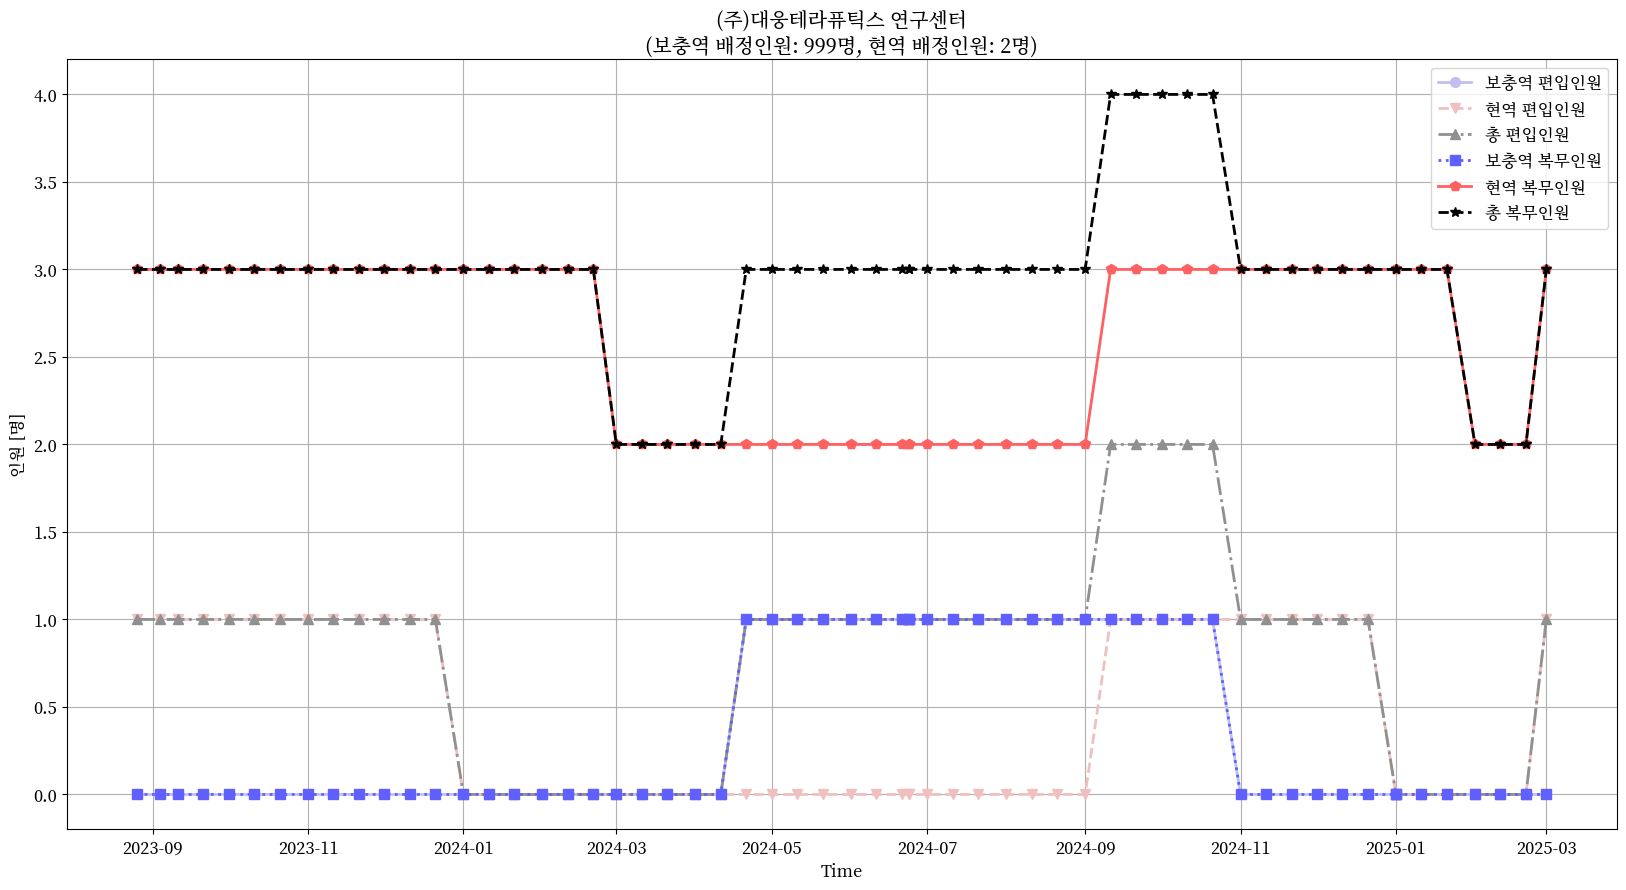 (주)대웅테라퓨틱스 연구센터
(보충역 배정인원: 999명, 현역 배정인원: 2명)
보충역 편입인원
현역 편입인원
총 편입인원
보충역 복무인원
현역 복무인원
총 복무인원
4.0
3.5
3.0
2.5
2.0
1.5
1.0
0.5
0.0
인원 [명]
2023-09
2023-11
2024-01
2024-03
2024-05
2024-07
2024-09
2024-11
2025-01
2025-03
Time